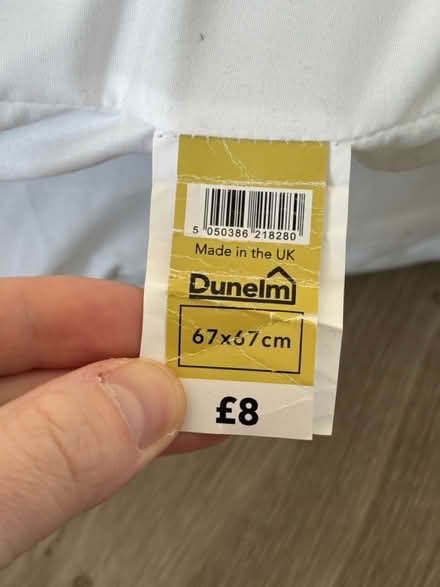 5 050386 218280
Made in the UK
Dunelm
67x67cm
£8